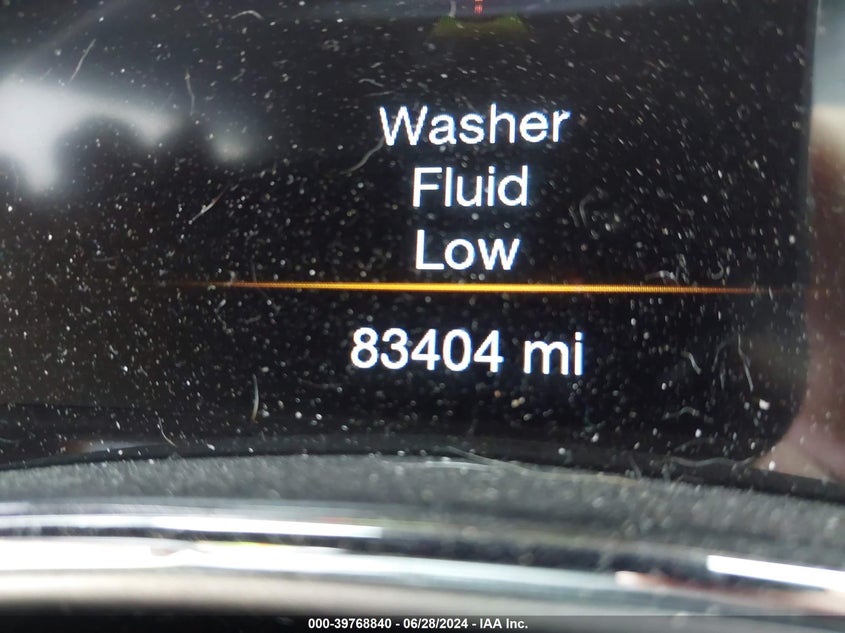 Washer
Fluid
Low
83404 mi
000-39768840 - 06/28/2024 - IAA Inc.